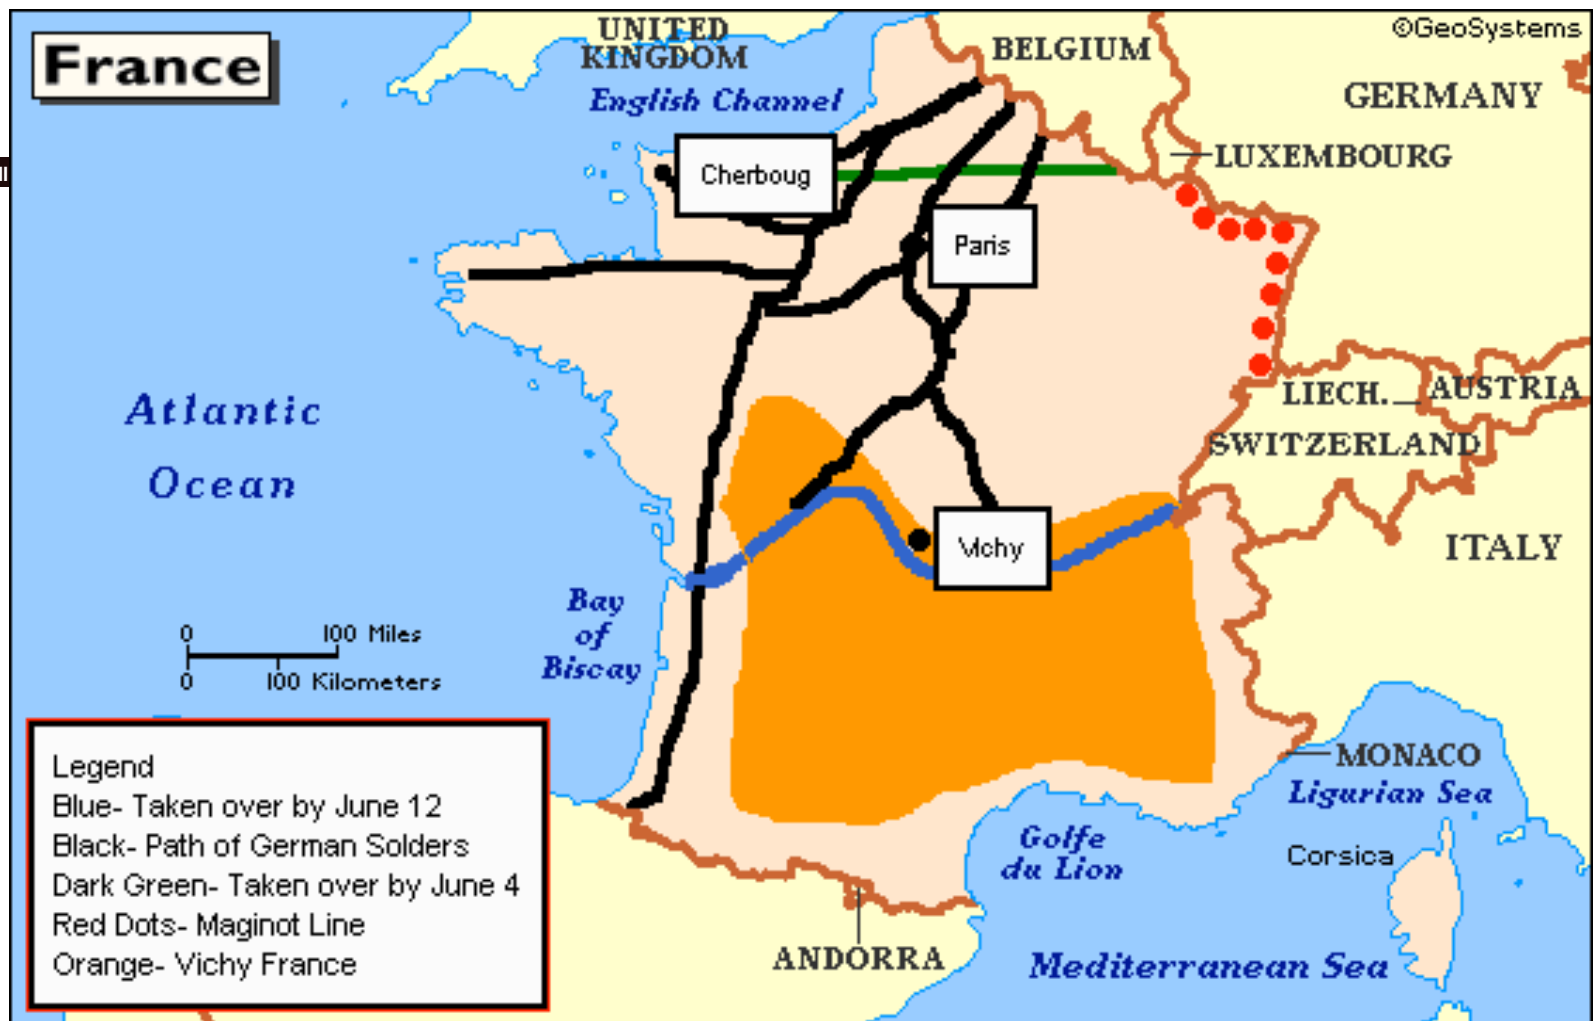 France
UNITED
KINGDOM
BELGIUM
©GeoSystems
GERMANY
English Channel
LUXEMBOURG
Cherboug
Paris
LIECH.
AUSTRIA
SWITZERLAND
Atlantic
Ocean
ITALY
Vichy
Bay
of
Biscay
0 100 Miles
0 100 Kilometers
MONACO
Ligurian Sea
Golfe
du Lion
Corsica
ANDORRA
Mediterranean Sea
Legend
Blue- Taken over by June 12
Black- Path of German Solders
Dark Green- Taken over by June 4
Red Dots- Maginot Line
Orange- Vichy France